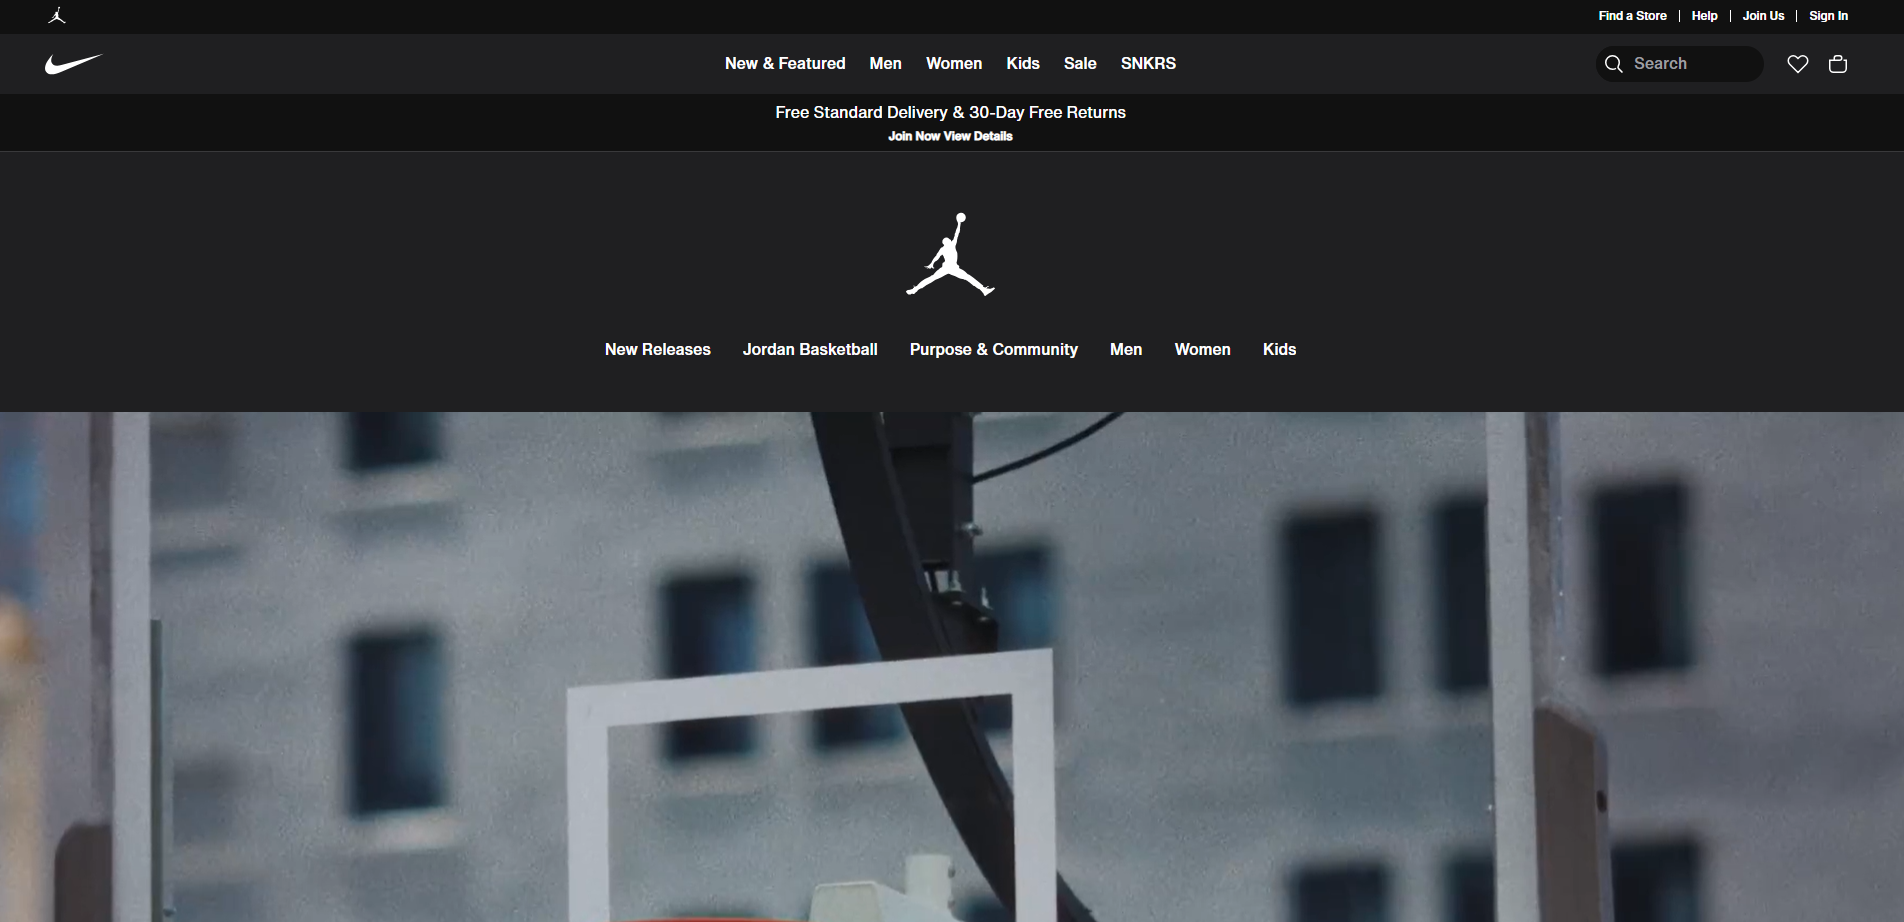 Find a Store
Help
Join Us
Sign In
New & Featured
Men
Women
Kids
Sale
SNKRS
Search
Free Standard Delivery & 30-Day Free Returns
Join Now View Details
New Releases
Jordan Basketball
Purpose & Community
Men
Women
Kids